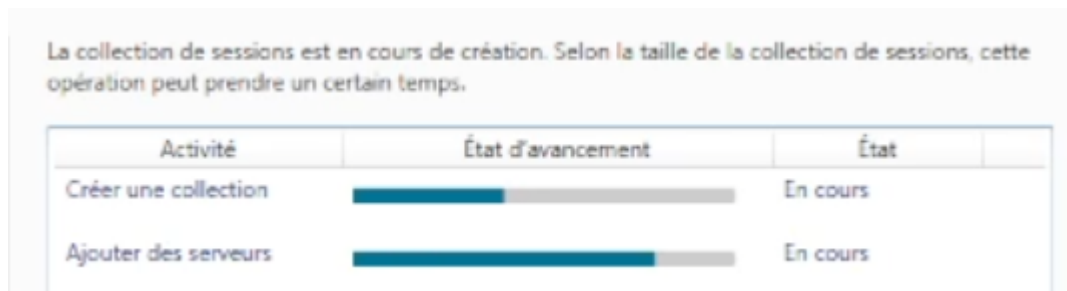 La collection de sessions est en cours de création. Selon la taille de la collection de sessions, cette
opération peut prendre un certain temps.
Activité État d'avancement État
Créer une collection En cours
Ajouter des serveurs En cours